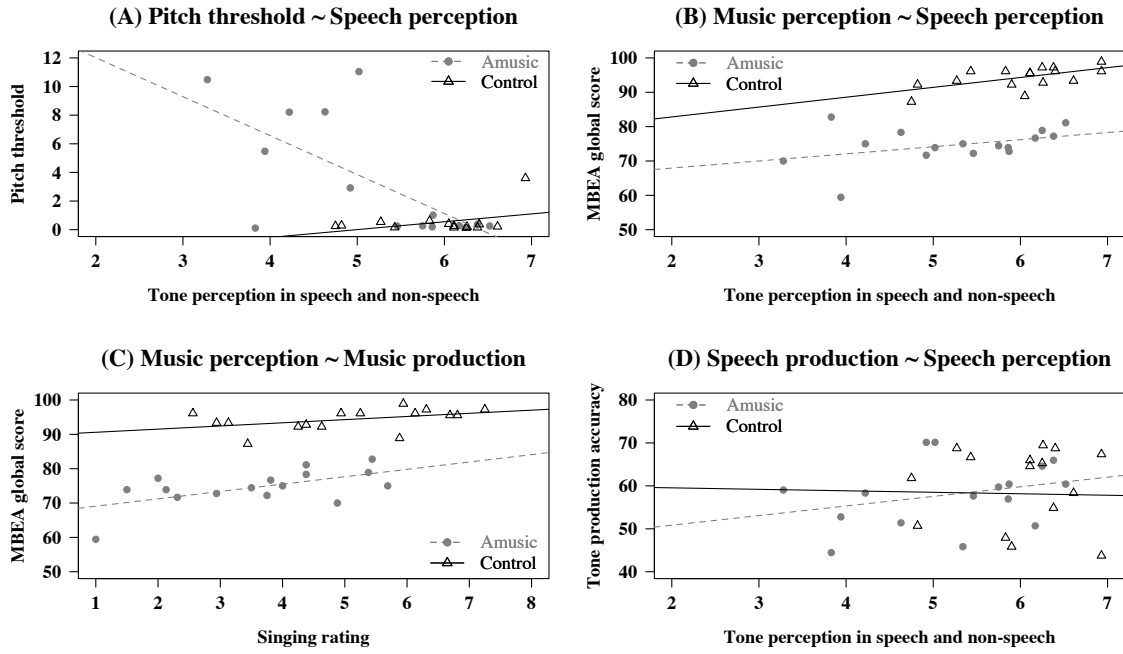 (A) Pitch threshold ~ Speech perception
Pitch threshold
12
10
8
6
4
2
0
Amusic
Control
2 3 4 5 6 7
Tone perception in speech and non-speech
(B) Music perception ~ Speech perception
MBEA global score
100
90
80
70
60
50
Amusic
Control
2 3 4 5 6 7
Tone perception in speech and non-speech
(C) Music perception ~ Music production
MBEA global score
100
90
80
70
60
50
Amusic
Control
1 2 3 4 5 6 7 8
Singing rating
(D) Speech production ~ Speech perception
Tone production accuracy
80
70
60
50
40
Amusic
Control
2 3 4 5 6 7
Tone perception in speech and non-speech